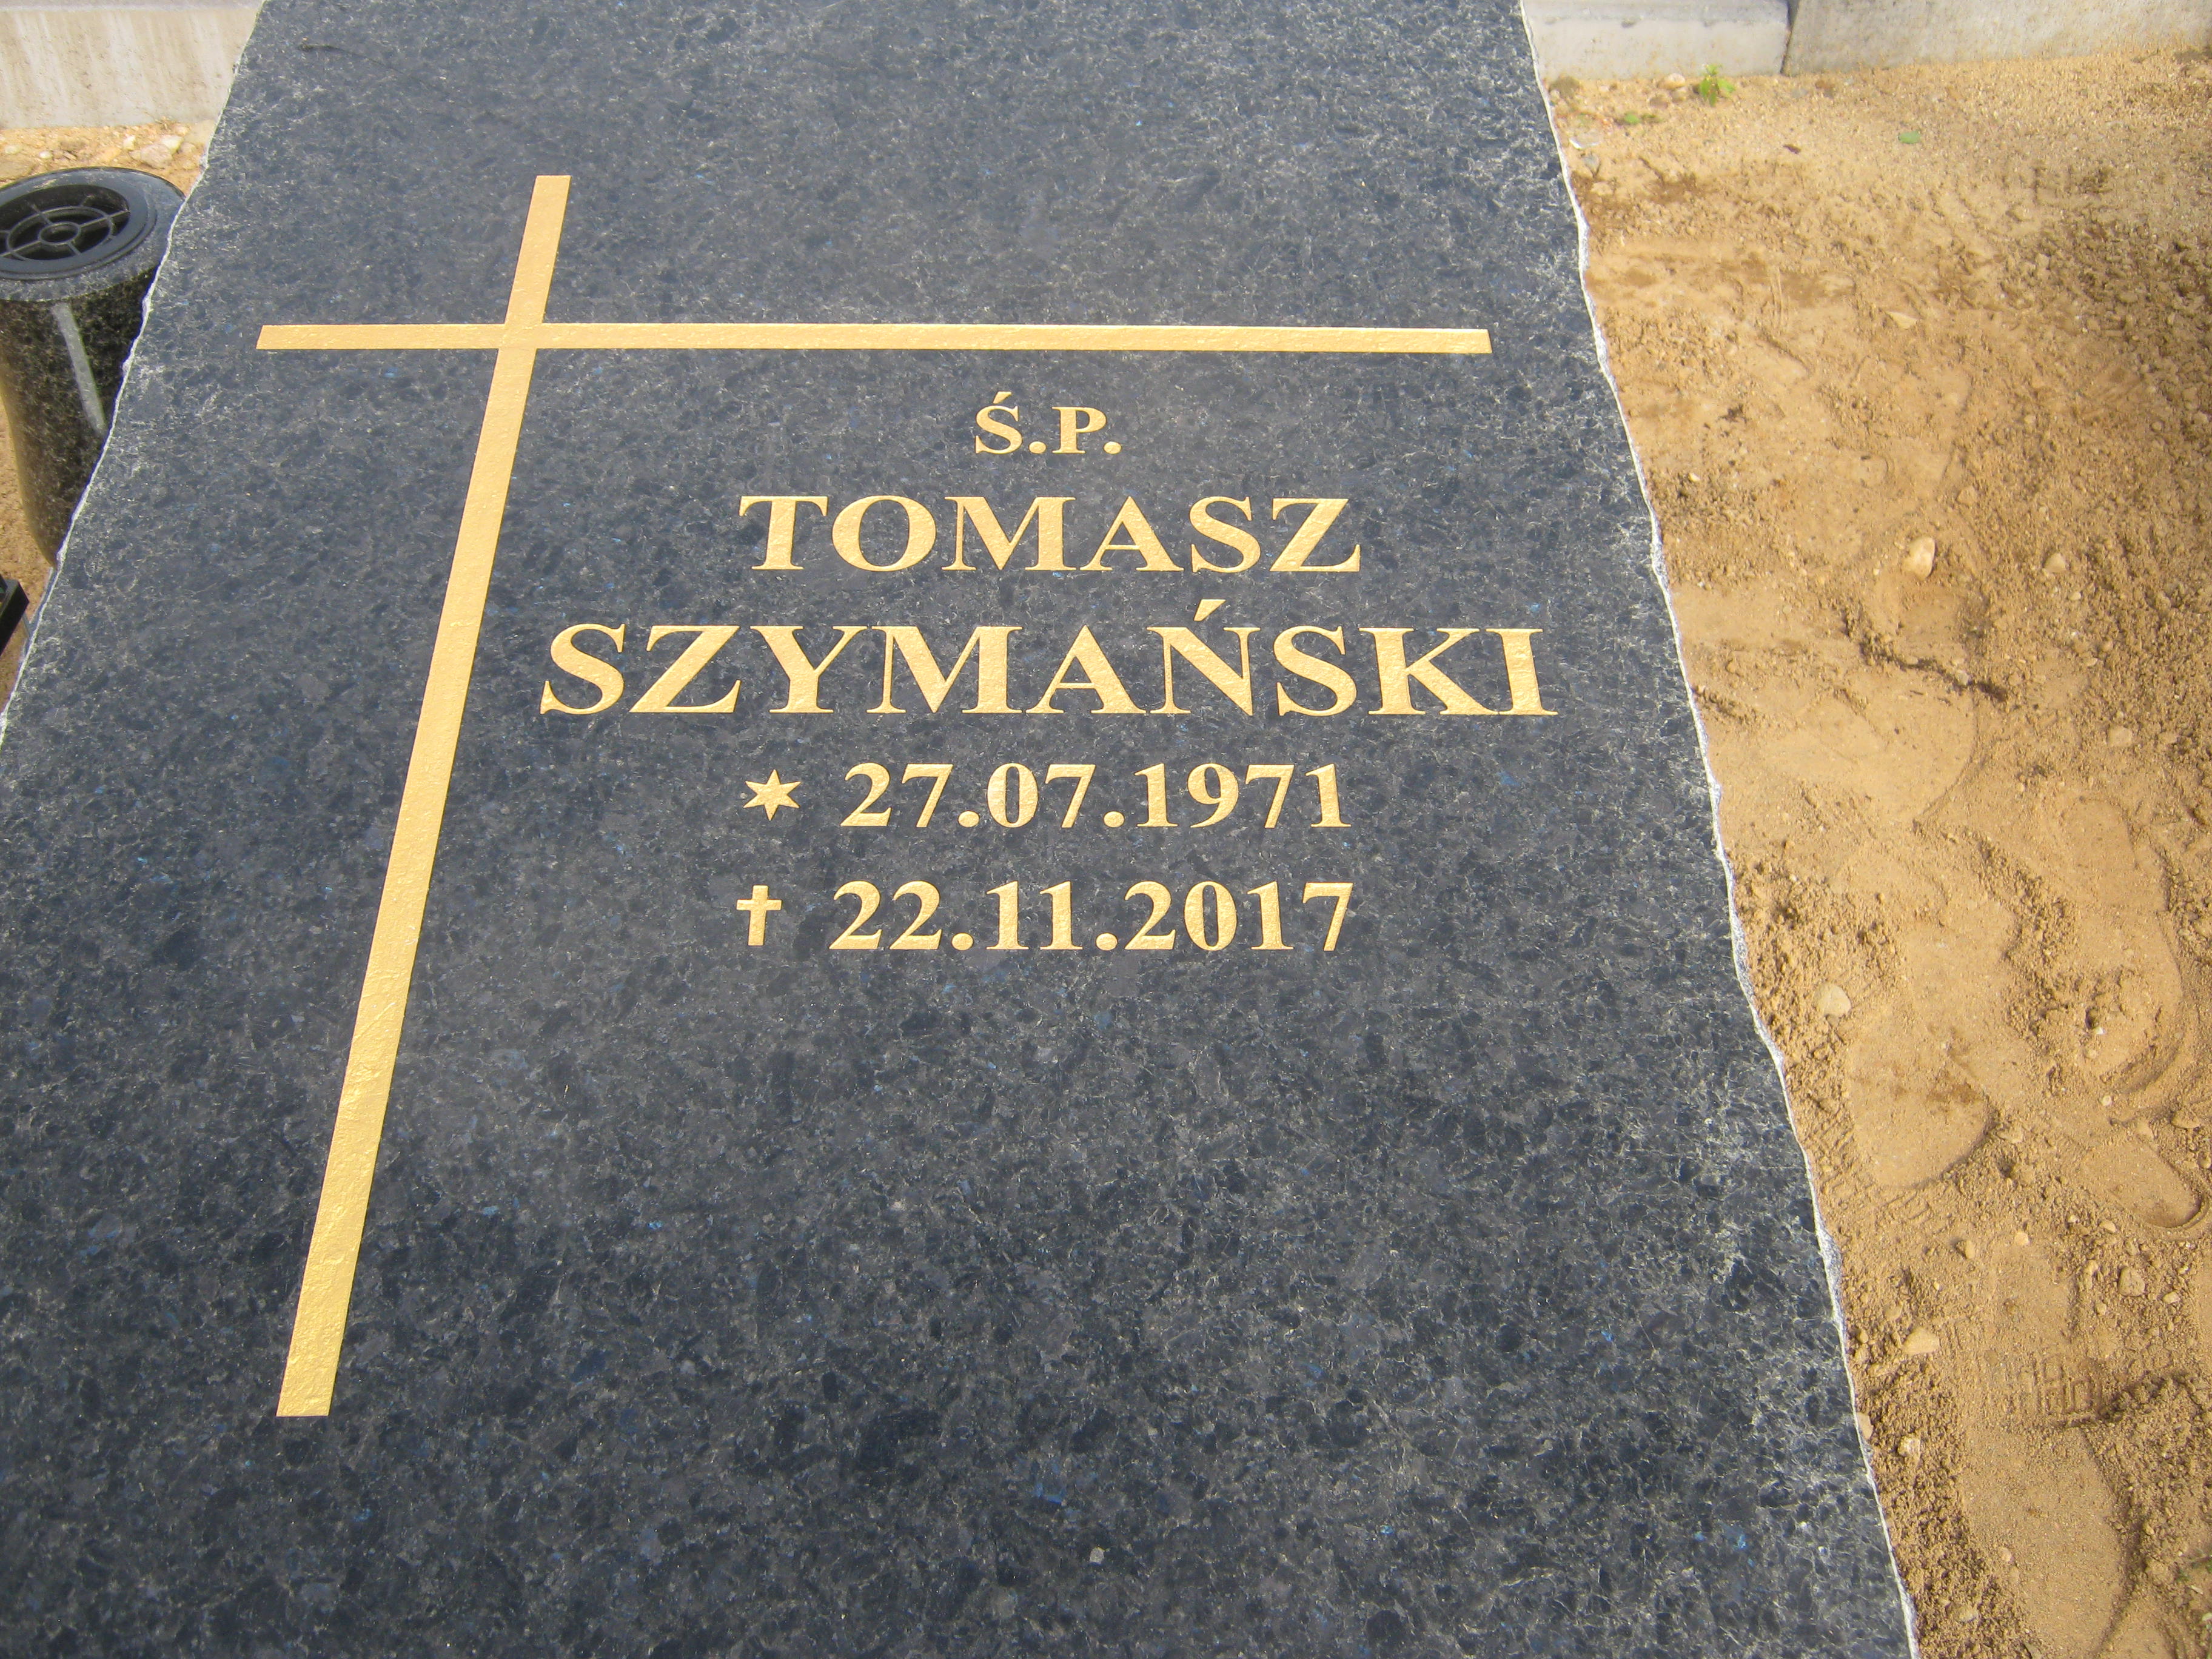 Ś.P.
TOMASZ
SZYMAŃSKI
✶ 27.07.1971
✝ 22.11.2017